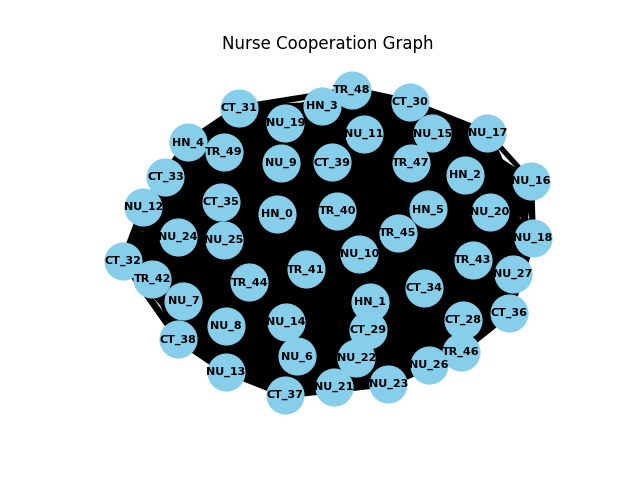 Nurse Cooperation Graph
TR_48
CT_31
HN_3
CT_30
NU_19
NU_11
NU_15
NU_17
HN_4
TR_49
NU_9
CT_39
TR_47
HN_2
CT_33
NU_16
CT_35
NU_12
HN_0
TR_40
HN_5
NU_20
NU_24
NU_25
TR_45
NU_18
CT_32
NU_10
TR_43
TR_42
TR_44
TR_41
NU_27
NU_7
HN_1
CT_34
CT_36
NU_8
NU_14
CT_29
CT_28
CT_38
NU_6
NU_22
TR_46
NU_13
NU_26
CT_37
NU_21
NU_23